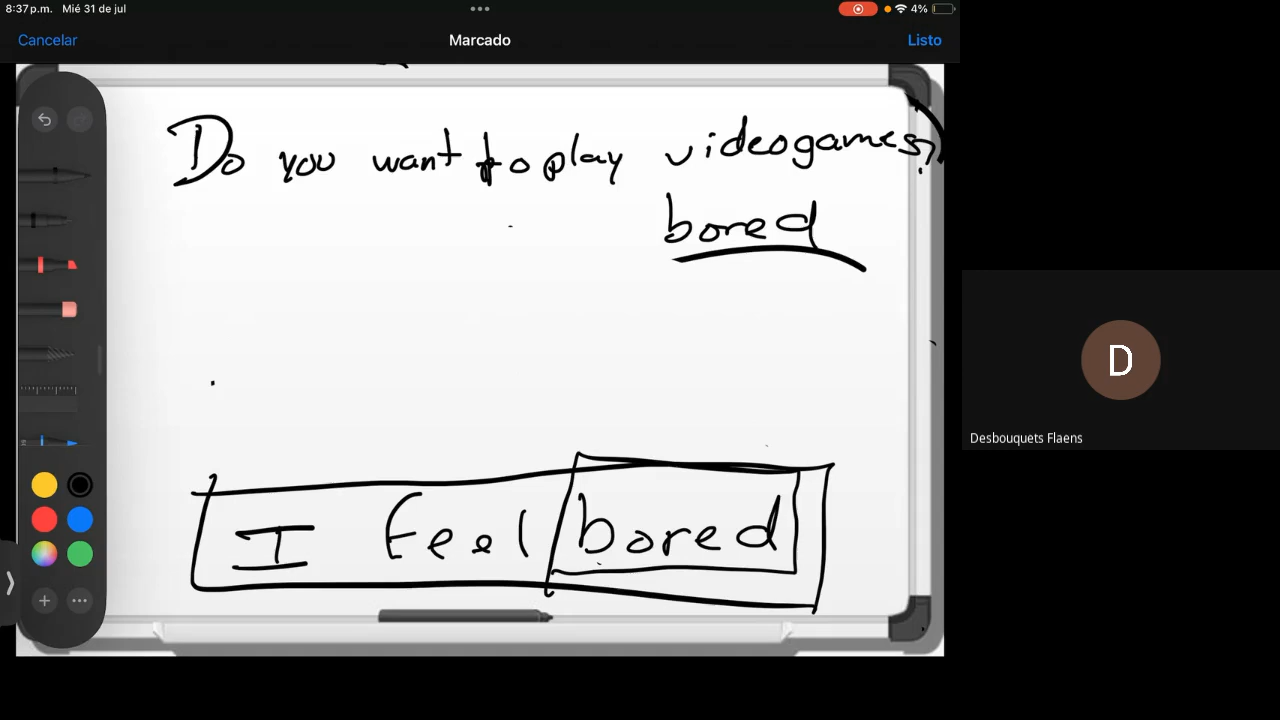 8:37p.m. Mié 31 de jul
4%
Cancelar
Marcado
Listo
Do you want to play videogames?
bored
I feel bored
D
Desbouquets Flaens